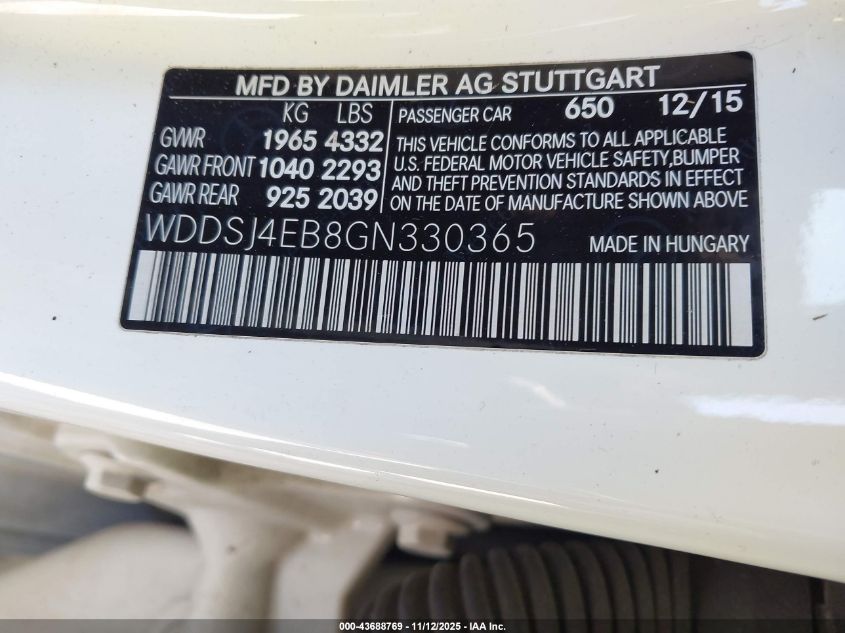 MFD BY DAIMLER AG STUTTGART
KG LBS
GVWR 1965 4332
GAWR FRONT 1040 2293
GAWR REAR 925 2039
PASSENGER CAR 650 12/15
THIS VEHICLE CONFORMS TO ALL APPLICABLE
U.S. FEDERAL MOTOR VEHICLE SAFETY,BUMPER
AND THEFT PREVENTION STANDARDS IN EFFECT
ON THE DATE OF MANUFACTURE SHOWN ABOVE
WDDSJ4EB8GN330365 MADE IN HUNGARY
000-43688769 - 11/12/2025 - IAA Inc.